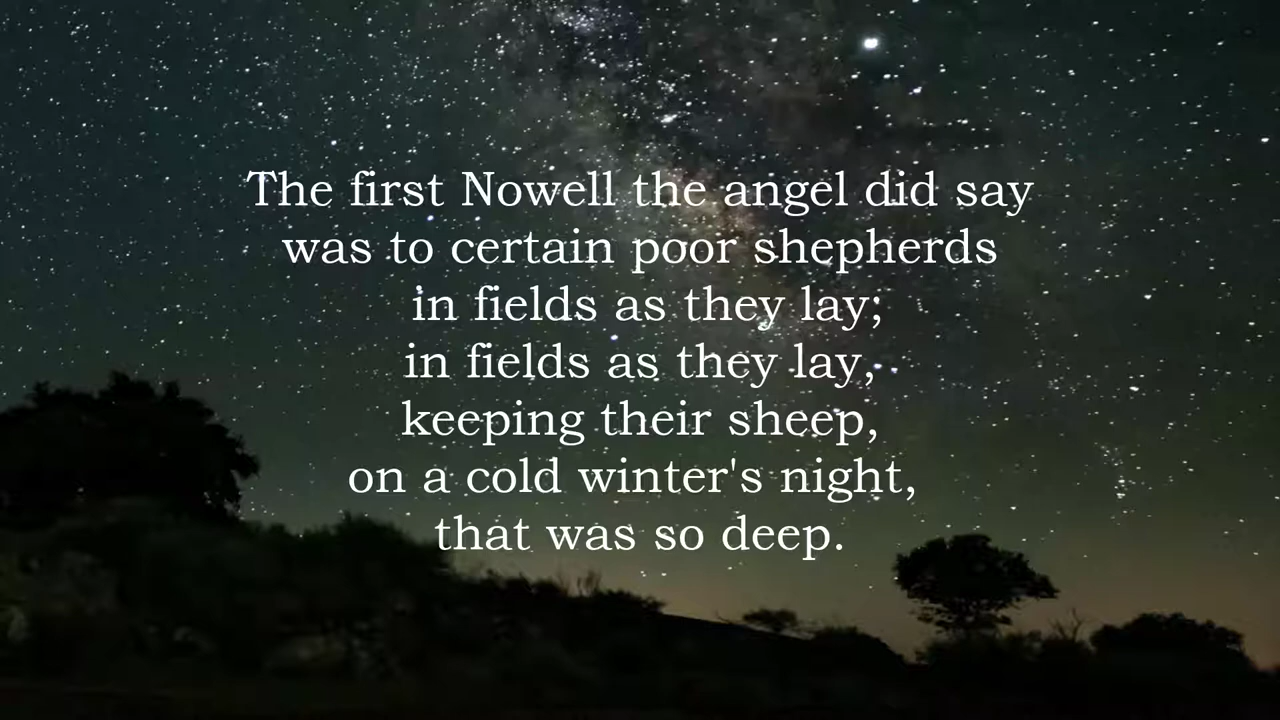 The first Nowell the angel did say
was to certain poor shepherds
in fields as they lay;
in fields as they lay,
keeping their sheep,
on a cold winter's night,
that was so deep.